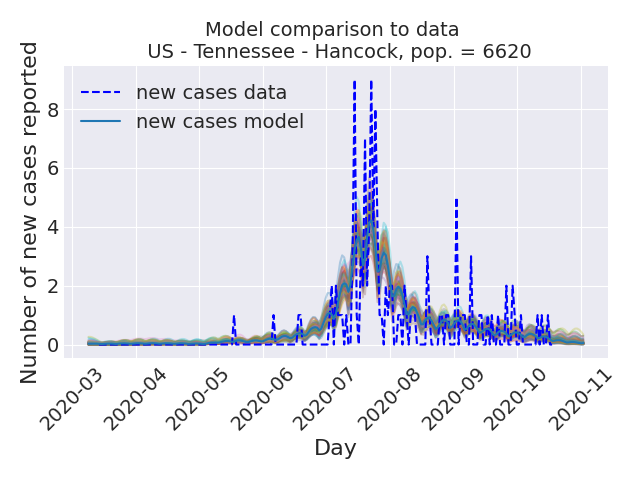 Model comparison to data
US - Tennessee - Hancock, pop. = 6620
Number of new cases reported
8
6
4
2
0
new cases data
new cases model
2020-03
2020-04
2020-05
2020-06
2020-07
2020-08
2020-09
2020-10
2020-11
Day